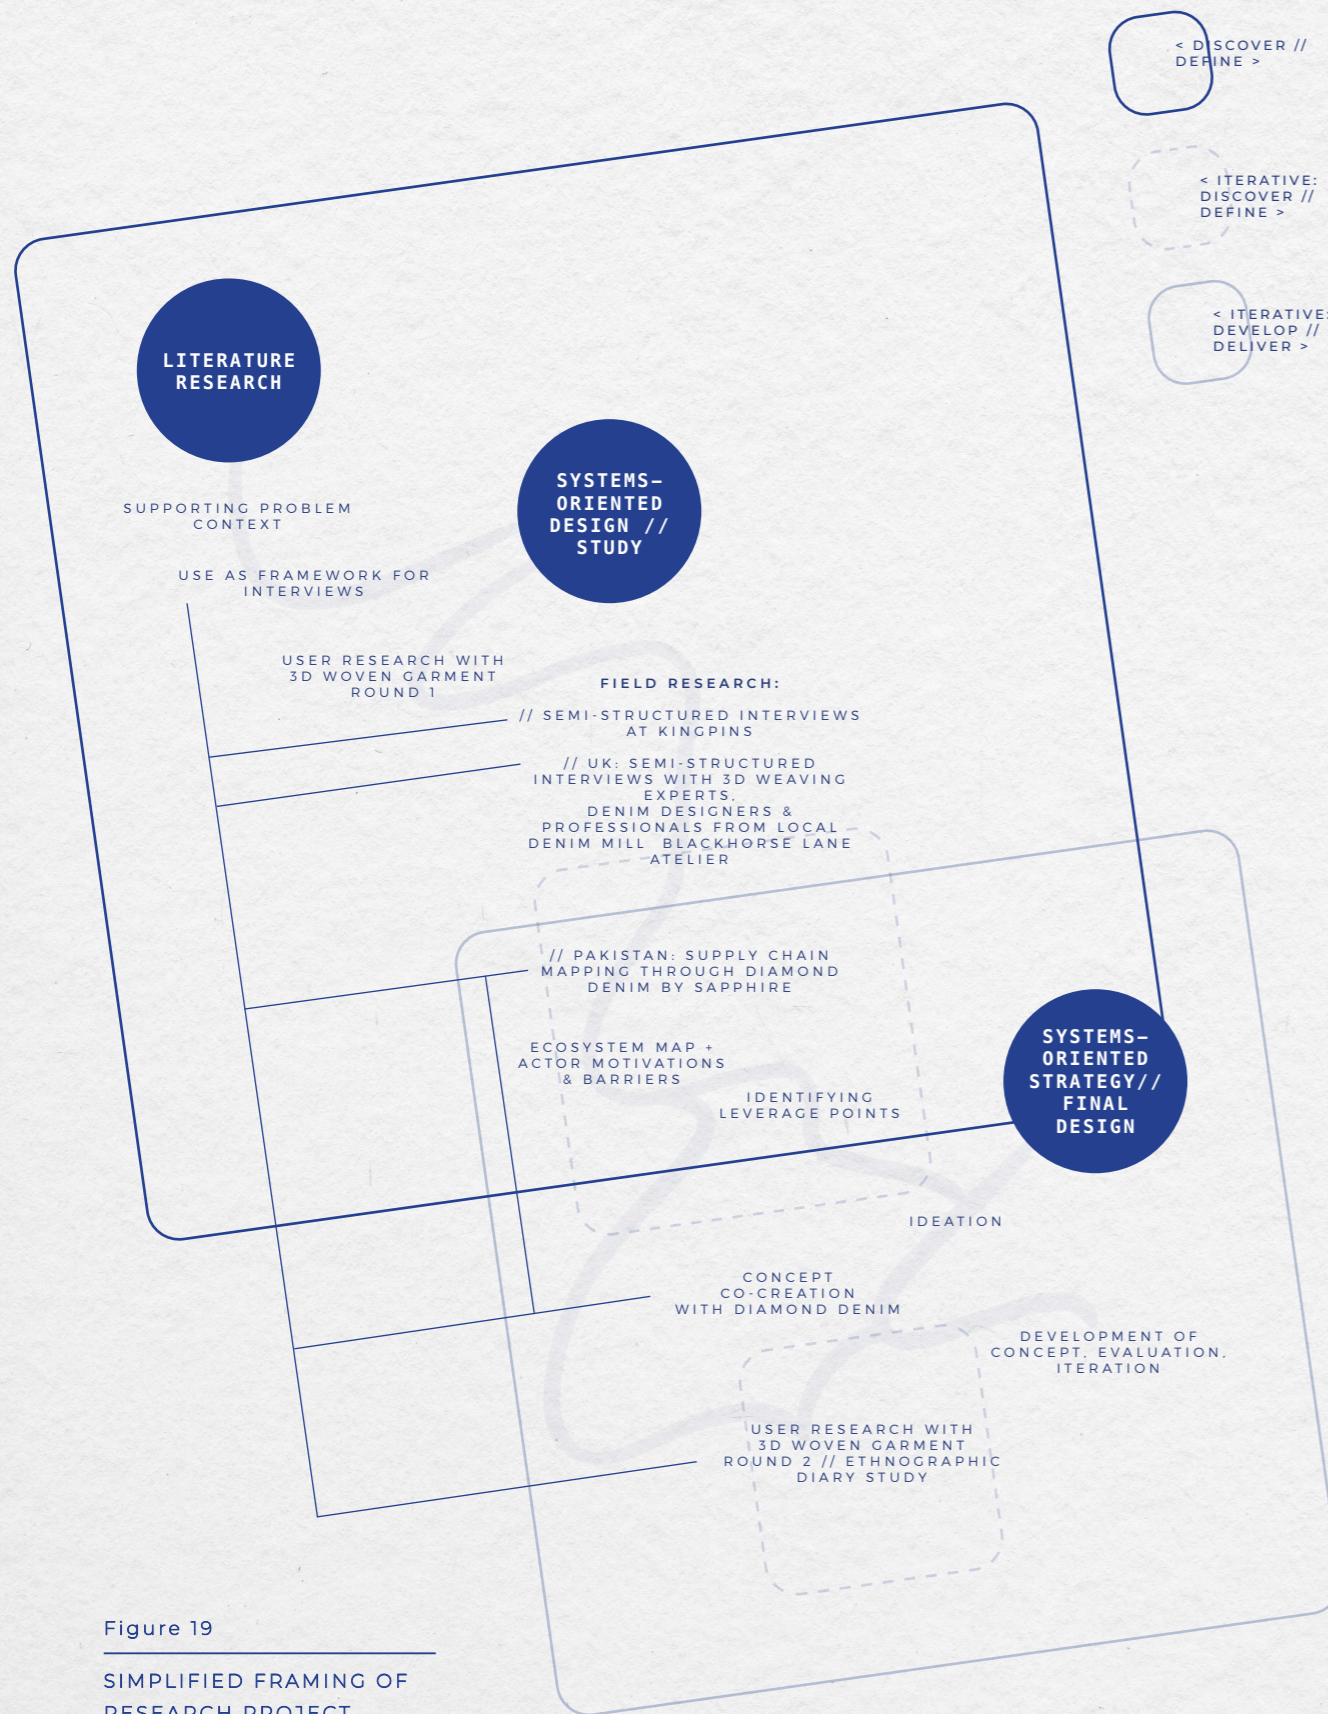 < DISCOVER //
DEFINE >
< ITERATIVE:
DISCOVER //
DEFINE >
< ITERATIVE:
DEVELOP //
DELIVER >
LITERATURE
RESEARCH
SYSTEMS-
ORIENTED
DESIGN //
STUDY
SUPPORTING PROBLEM
CONTEXT
USE AS FRAMEWORK FOR
INTERVIEWS
USER RESEARCH WITH
3D WOVEN GARMENT
ROUND 1
FIELD RESEARCH:
// SEMI-STRUCTURED INTERVIEWS
AT KINGPINS
// UK: SEMI-STRUCTURED
INTERVIEWS WITH 3D WEAVING
EXPERTS,
DENIM DESIGNERS &
PROFESSIONALS FROM LOCAL
DENIM MILL BLACKHORSE LANE
ATELIER
// PAKISTAN: SUPPLY CHAIN
MAPPING THROUGH DIAMOND
DENIM BY SAPPHIRE
ECOSYSTEM MAP +
ACTOR MOTIVATIONS
& BARRIERS
IDENTIFYING
LEVERAGE POINTS
SYSTEMS-
ORIENTED
STRATEGY//
FINAL
DESIGN
IDEATION
CONCEPT
CO-CREATION
WITH DIAMOND DENIM
DEVELOPMENT OF
CONCEPT, EVALUATION,
ITERATION
USER RESEARCH WITH
3D WOVEN GARMENT
ROUND 2 // ETHNOGRAPHIC
DIARY STUDY
Figure 19
SIMPLIFIED FRAMING OF
RESEARCH PROJECT